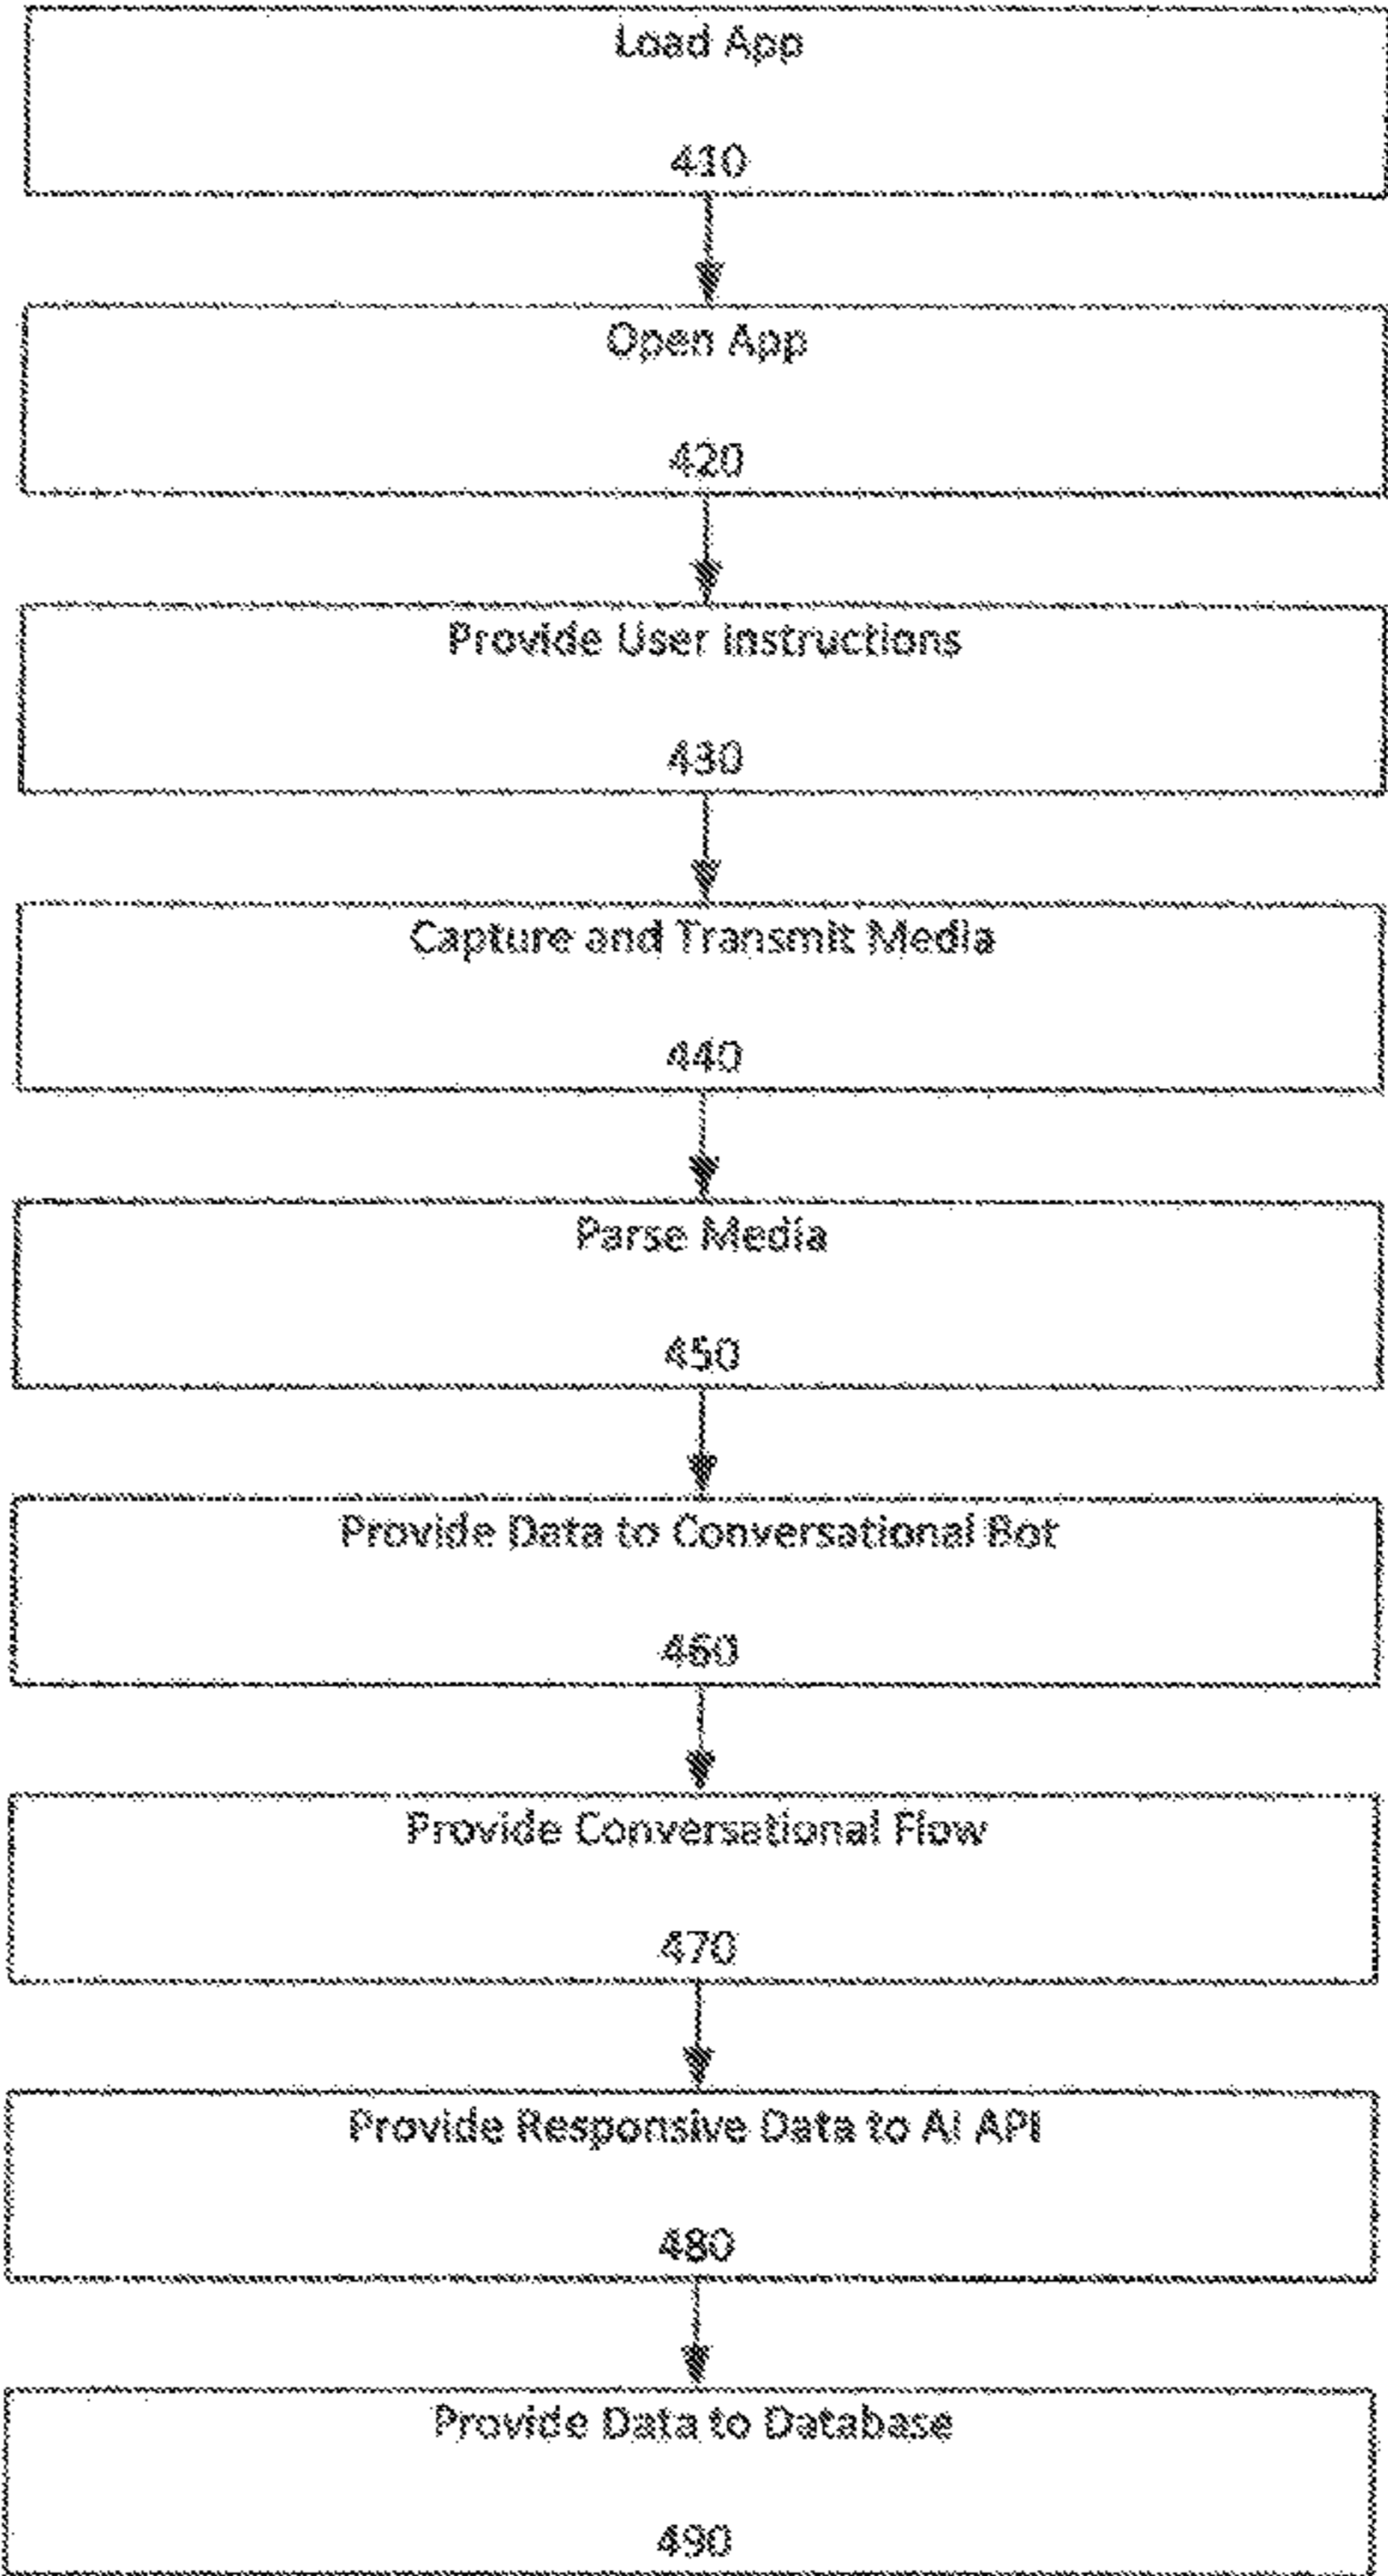 Load App
410
Open App
420
Provide User Instructions
430
Capture and Transmit Media
440
Parse Media
450
Provide Data to Conversational Bot
460
Provide Conversational Flow
470
Provide Responsive Data to AI API
480
Provide Data to Database
490